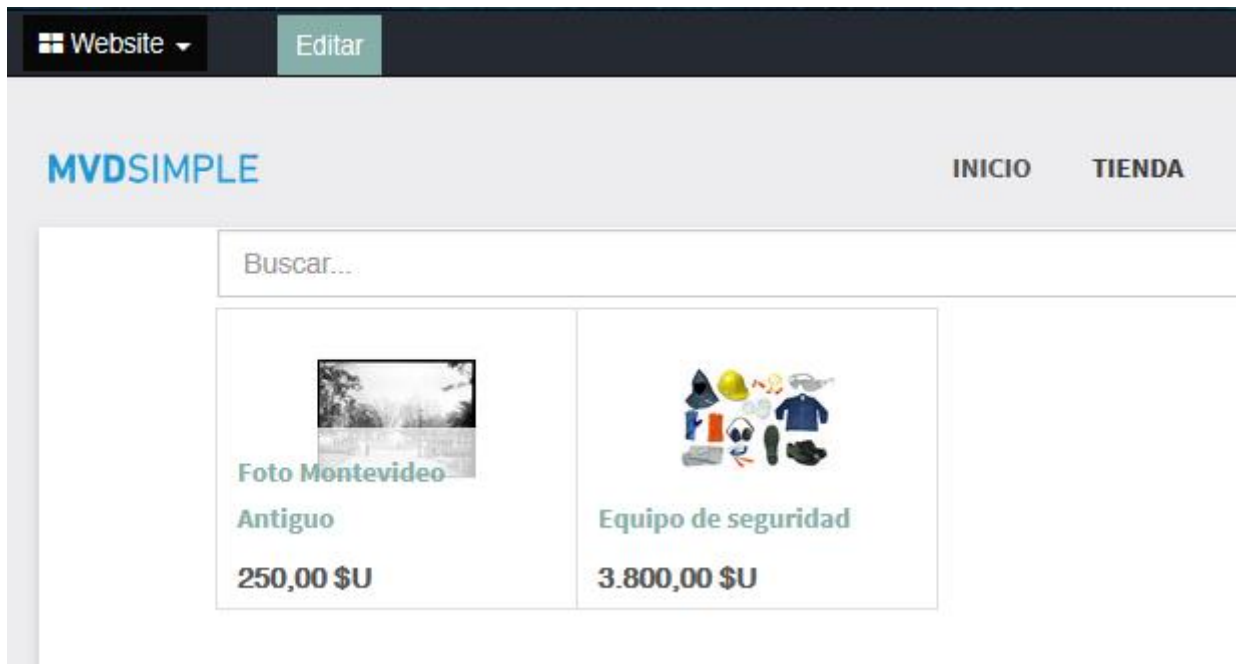 Website
Editar
MVDSIMPLE
INICIO
TIENDA
Buscar...
Foto Montevideo
Antiguo
250,00 $U
Equipo de seguridad
3.800,00 $U